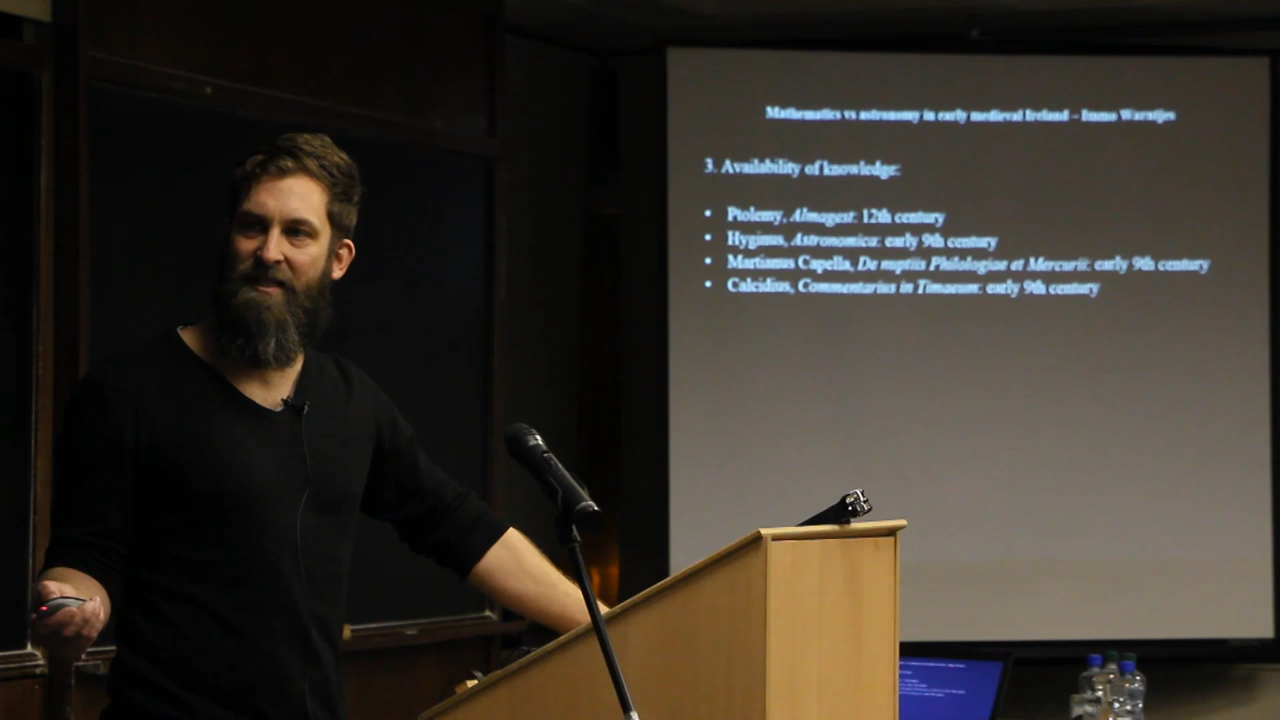 Mathematics vs astronomy in early medieval Ireland – Immo Warntjes
3. Availability of knowledge:
• Ptolemy, Almagest: 12th century
• Hyginus, Astronomica: early 9th century
• Martianus Capella, De nuptiis Philologiae et Mercurii: early 9th century
• Calcidius, Commentarius in Timaeum: early 9th century